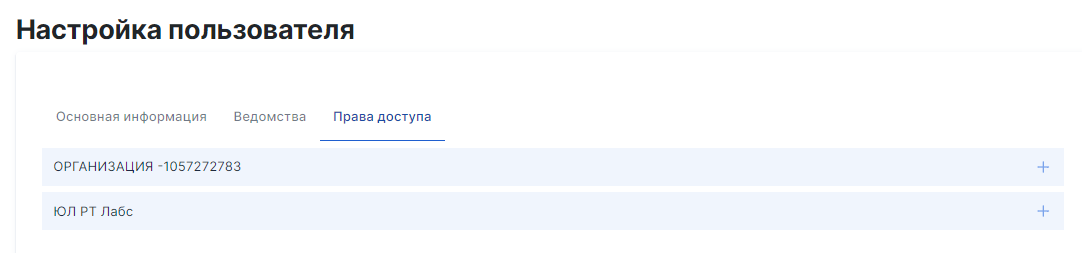 Настройка пользователя
Основная информация Ведомства Права доступа
ОРГАНИЗАЦИЯ -1057272783
ЮЛ РТ Лабс